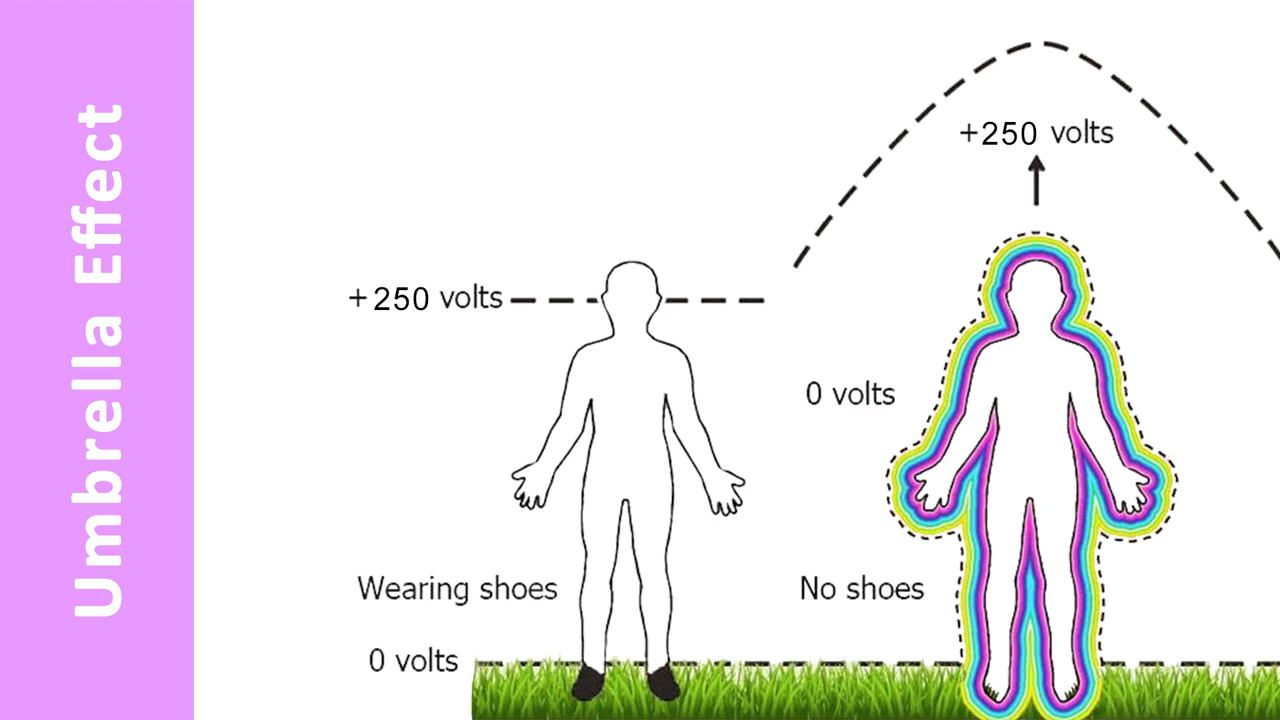 Umbrella Effect
+250 volts
+250 volts
0 volts
Wearing shoes
No shoes
0 volts